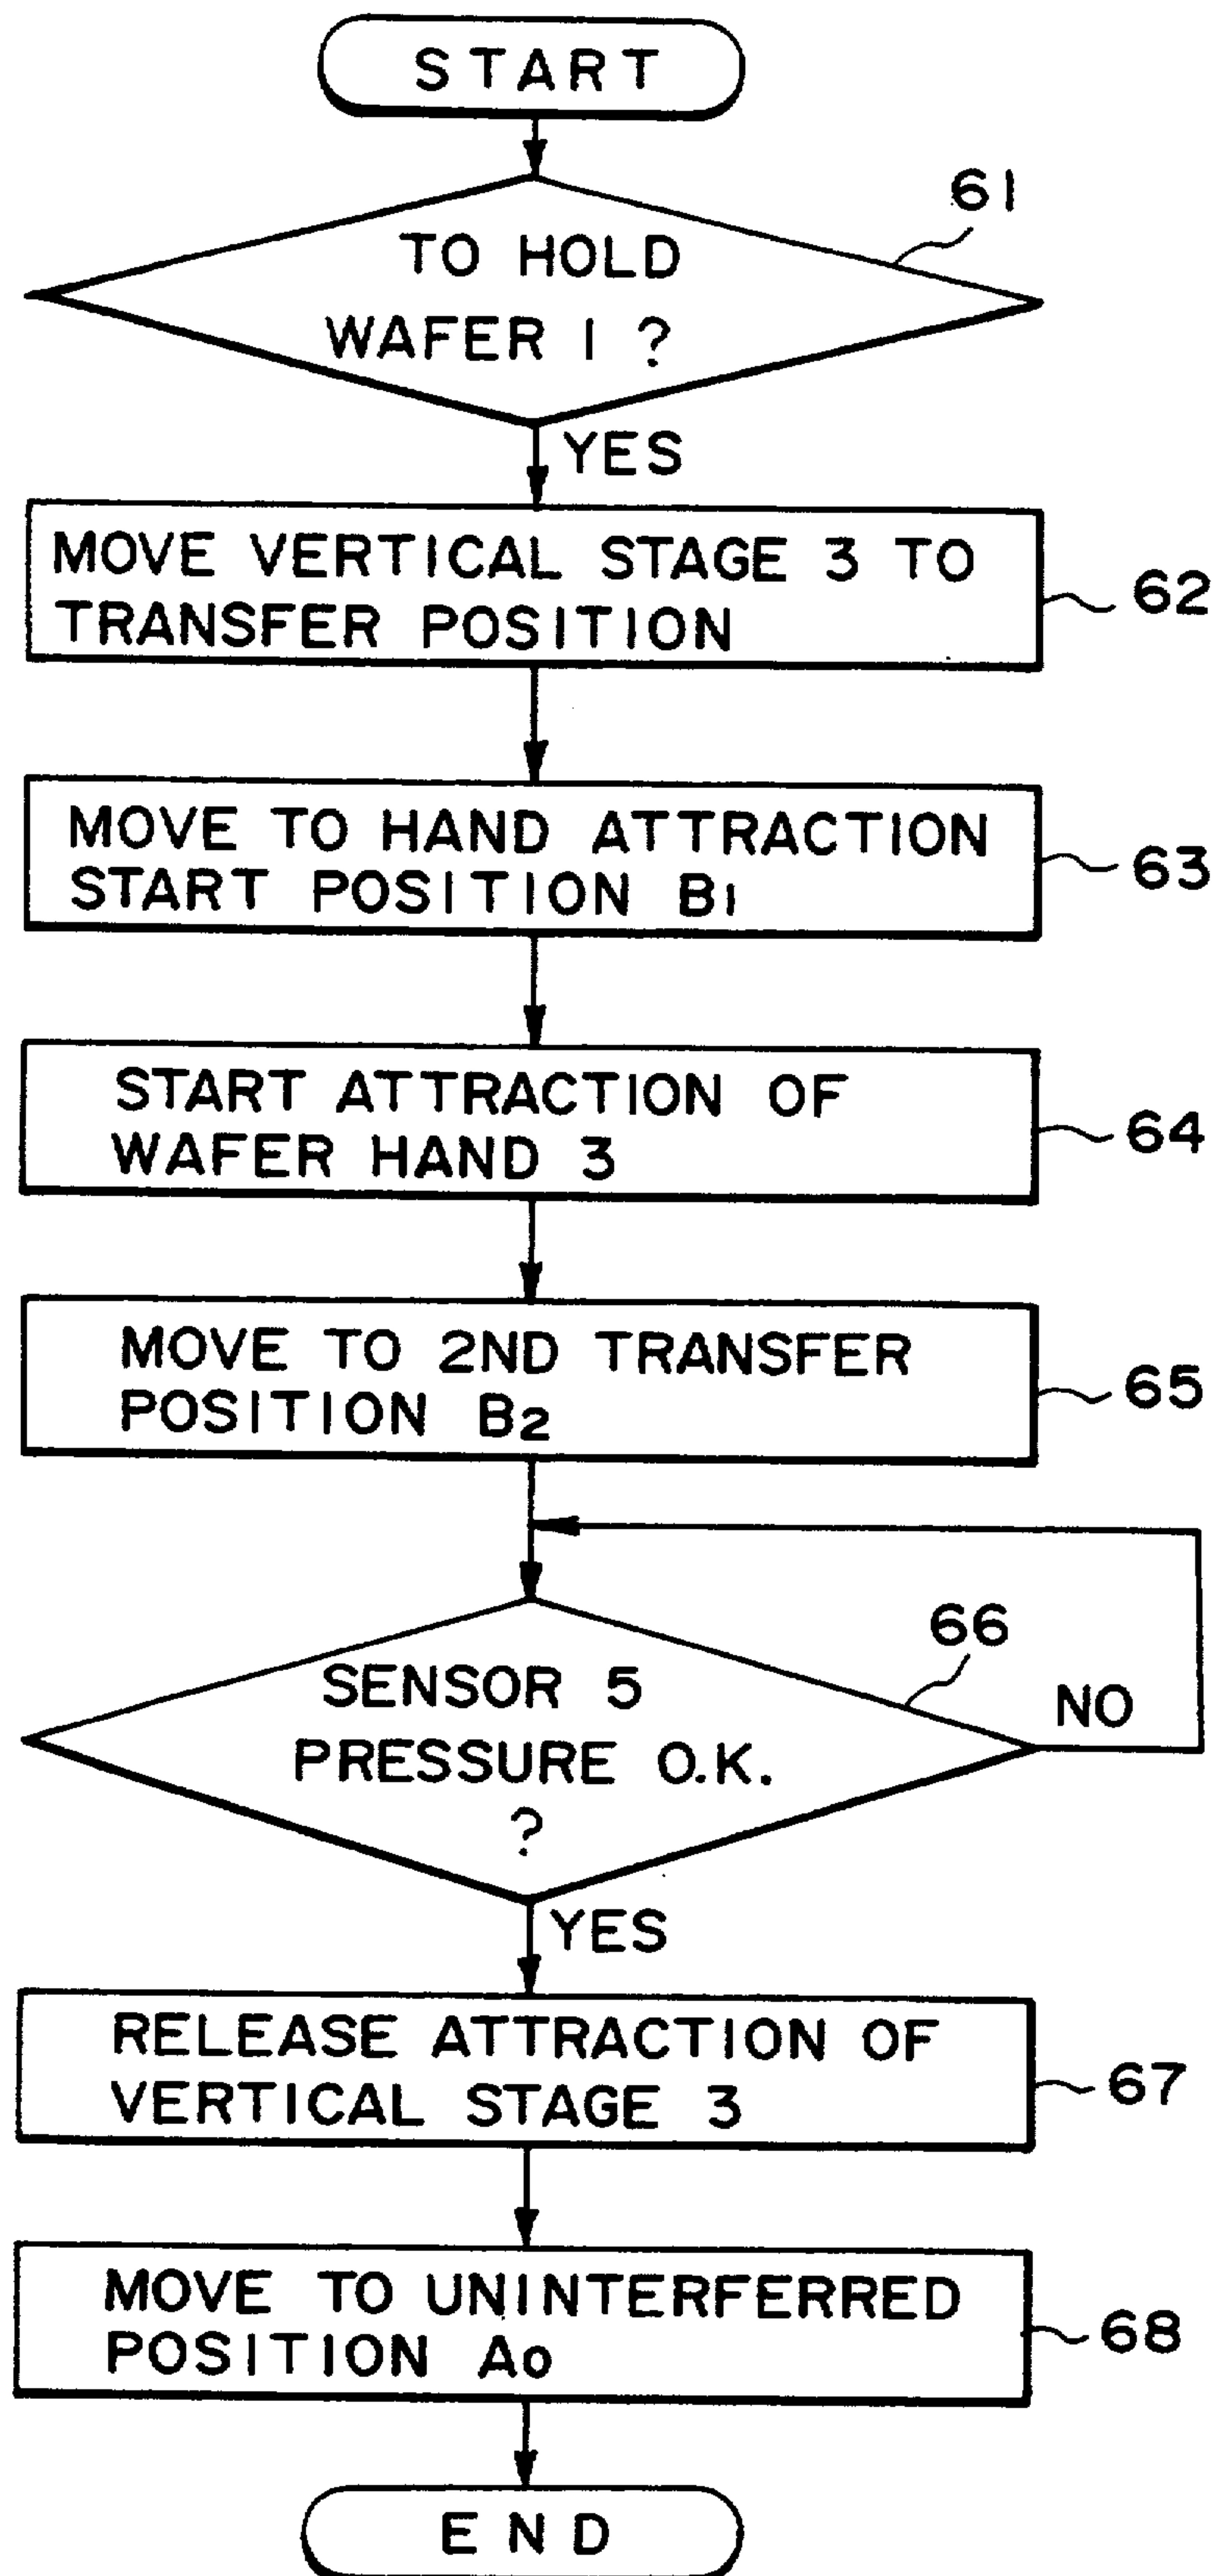 START
61
TO HOLD
WAFER 1 ?
YES
MOVE VERTICAL STAGE 3 TO
TRANSFER POSITION
62
MOVE TO HAND ATTRACTION
START POSITION B1
63
START ATTRACTION OF
WAFER HAND 3
64
MOVE TO 2ND TRANSFER
POSITION B2
65
66
SENSOR 5
PRESSURE O.K.
?
NO
YES
RELEASE ATTRACTION OF
VERTICAL STAGE 3
67
MOVE TO UNINTERFERRED
POSITION A0
68
END